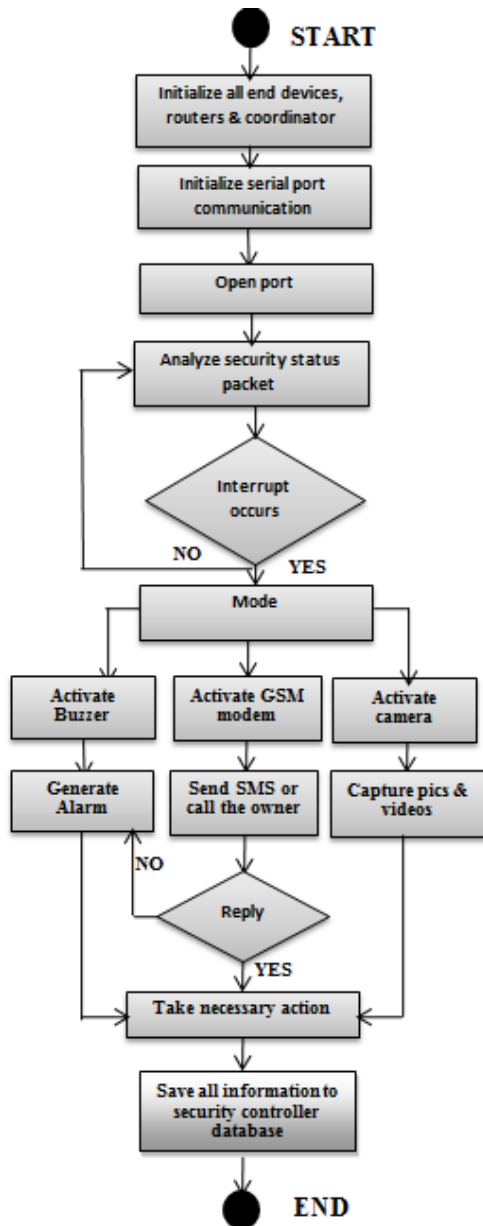 START
Initialize all end devices,
routers & coordinator
Initialize serial port
communication
Open port
Analyze security status
packet
Interrupt
occurs
NO
YES
Mode
Activate
Buzzer
Activate GSM
modem
Activate
camera
Generate
Alarm
Send SMS or
call the owner
Capture pics &
videos
NO
Reply
YES
Take necessary action
Save all information to
security controller
database
END